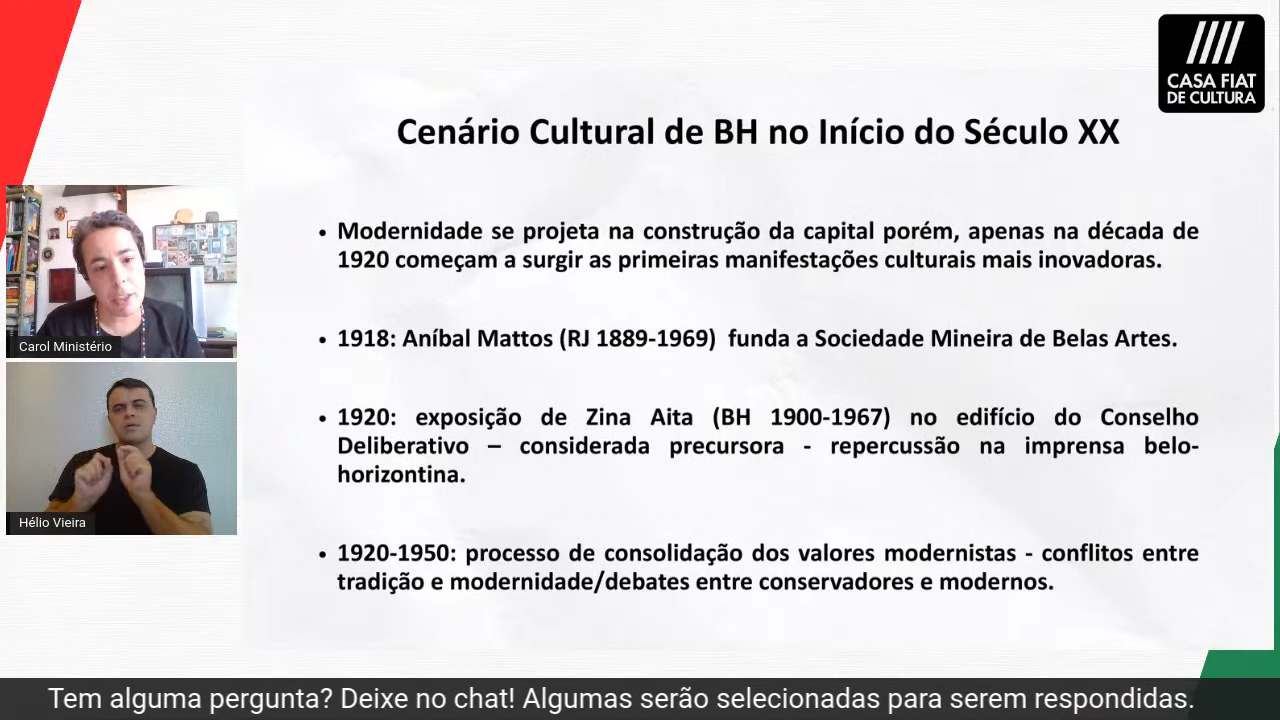 CASA FIAT
DE CULTURA
Cenário Cultural de BH no Início do Século XX
• Modernidade se projeta na construção da capital porém, apenas na década de
1920 começam a surgir as primeiras manifestações culturais mais inovadoras.
• 1918: Aníbal Mattos (RJ 1889-1969) funda a Sociedade Mineira de Belas Artes.
• 1920: exposição de Zina Aita (BH 1900-1967) no edifício do Conselho
Deliberativo – considerada precursora - repercussão na imprensa belo-
horizontina.
• 1920-1950: processo de consolidação dos valores modernistas - conflitos entre
tradição e modernidade/debates entre conservadores e modernos.
Carol Ministério
Hélio Vieira
Tem alguma pergunta? Deixe no chat! Algumas serão selecionadas para serem respondidas.